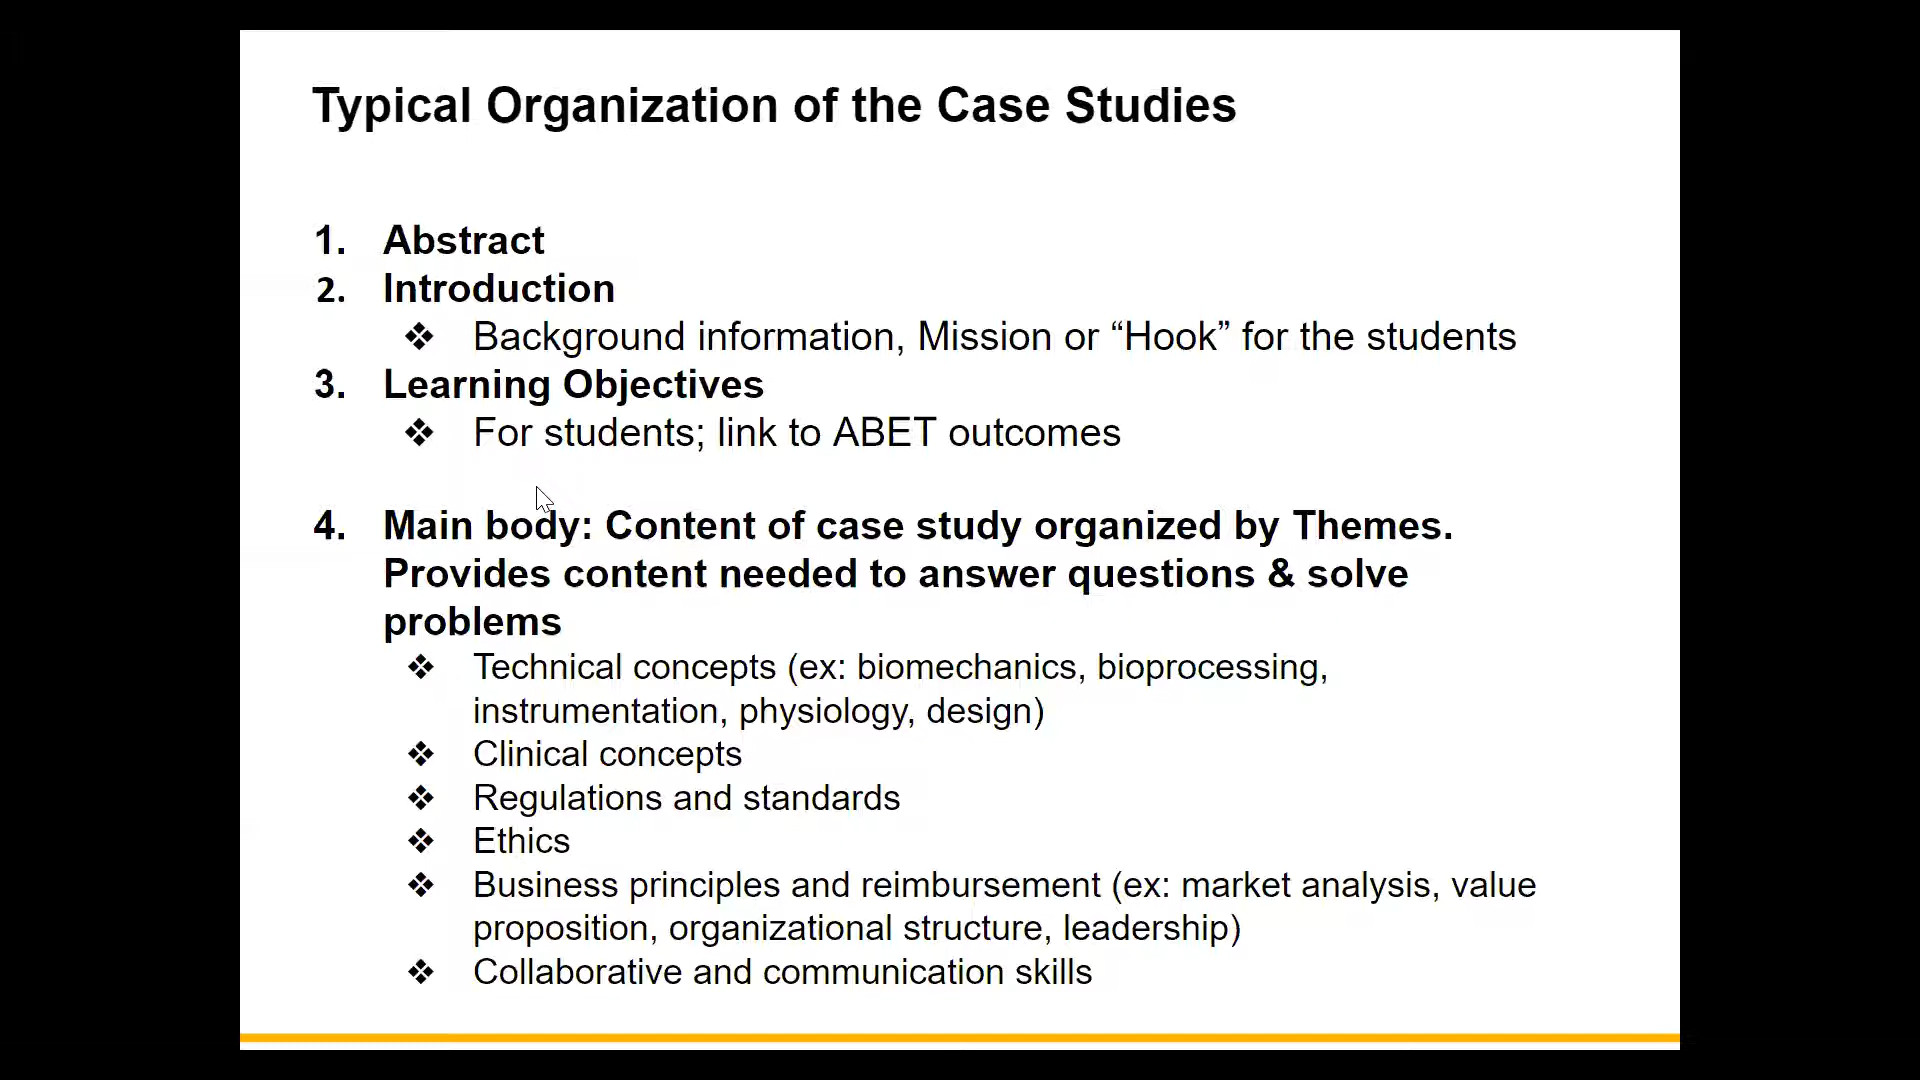 Typical Organization of the Case Studies
1. Abstract
2. Introduction
❖ Background information, Mission or “Hook” for the students
3. Learning Objectives
❖ For students; link to ABET outcomes
4. Main body: Content of case study organized by Themes.
Provides content needed to answer questions & solve
problems
❖ Technical concepts (ex: biomechanics, bioprocessing,
instrumentation, physiology, design)
❖ Clinical concepts
❖ Regulations and standards
❖ Ethics
❖ Business principles and reimbursement (ex: market analysis, value
proposition, organizational structure, leadership)
❖ Collaborative and communication skills